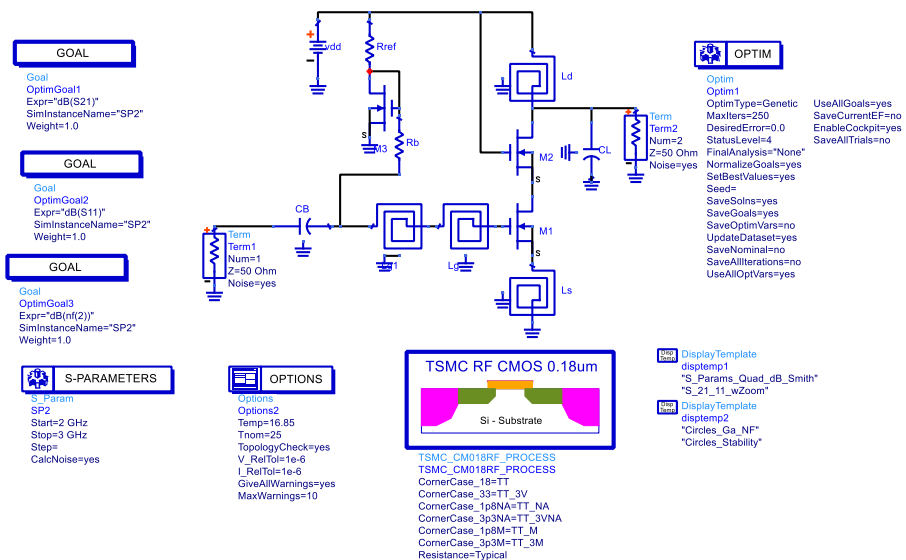 GOAL
Goal
OptimGoal1
Expr="dB(S21)"
SimInstanceName="SP2"
Weight=1.0
GOAL
Goal
OptimGoal2
Expr="dB(S11)"
SimInstanceName="SP2"
Weight=1.0
GOAL
Goal
OptimGoal3
Expr="dB(nf(2))"
SimInstanceName="SP2"
Weight=1.0
+
vdd
-
Rref
S
M3
Rb
CB
+
Term
Term1
Num=1
Z=50 Ohm
Noise=yes
-
Lg
Ld
M2
S
M1
S
Ls
CL
+
Term
Term2
Num=2
Z=50 Ohm
Noise=yes
-
OPTIM
Optim
Optim1
OptimType=Genetic
MaxIters=250
DesiredError=0.0
StatusLevel=4
FinalAnalysis="None"
NormalizeGoals=yes
SetBestValues=yes
Seed=
SaveSolns=yes
SaveGoals=yes
SaveOptimVars=no
UpdateDataset=yes
SaveNominal=no
SaveAllIterations=no
UseAllOptVars=yes
UseAllGoals=yes
SaveCurrentEF=no
EnableCockpit=yes
SaveAllTrials=no
S-PARAMETERS
S_Param
SP2
Start=2 GHz
Stop=3 GHz
Step=
CalcNoise=yes
OPTIONS
Options
Options2
Temp=16.85
Tnom=25
TopologyCheck=yes
V_RelTol=1e-6
I_RelTol=1e-6
GiveAllWarnings=yes
MaxWarnings=10
TSMC RF CMOS 0.18um
Si - Substrate
TSMC_CM018RF_PROCESS
TSMC_CM018RF_PROCESS
CornerCase_18=TT
CornerCase_33=TT_3V
CornerCase_1p8NA=TT_NA
CornerCase_3p3NA=TT_3VNA
CornerCase_1p8M=TT_M
CornerCase_3p3M=TT_3M
Resistance=Typical
Disp
Temp
DisplayTemplate
disptemp1
"S_Params_Quad_dB_Smith"
"S_21_11_wZoom"
Disp
Temp
DisplayTemplate
disptemp2
"Circles_Ga_NF"
"Circles_Stability"